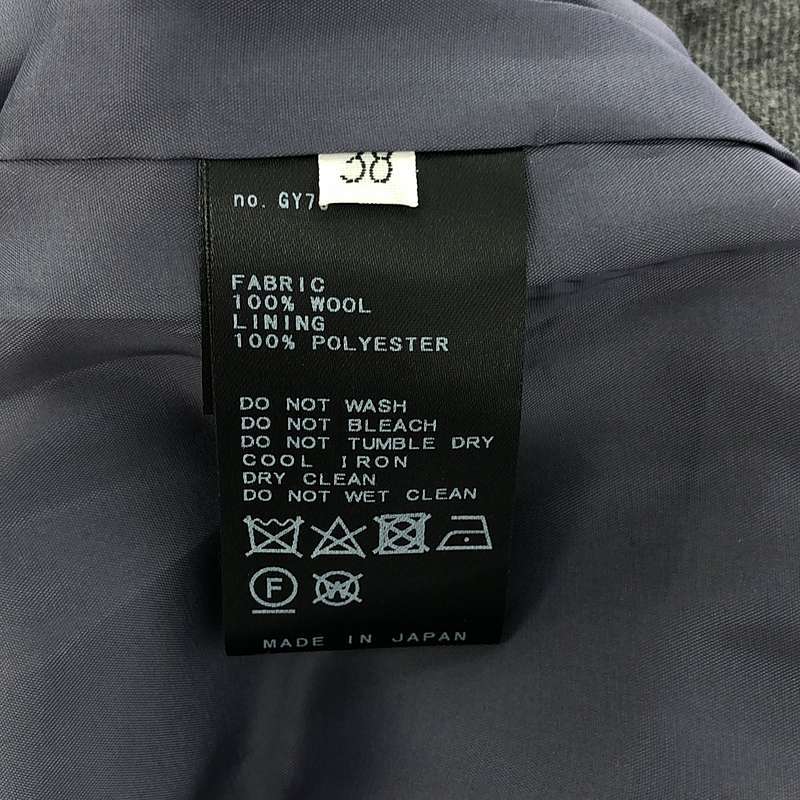 38
no. GY7
FABRIC
100% WOOL
LINING
100% POLYESTER
DO NOT WASH
DO NOT BLEACH
DO NOT TUMBLE DRY
COOL IRON
DRY CLEAN
DO NOT WET CLEAN
F
W
MADE IN JAPAN